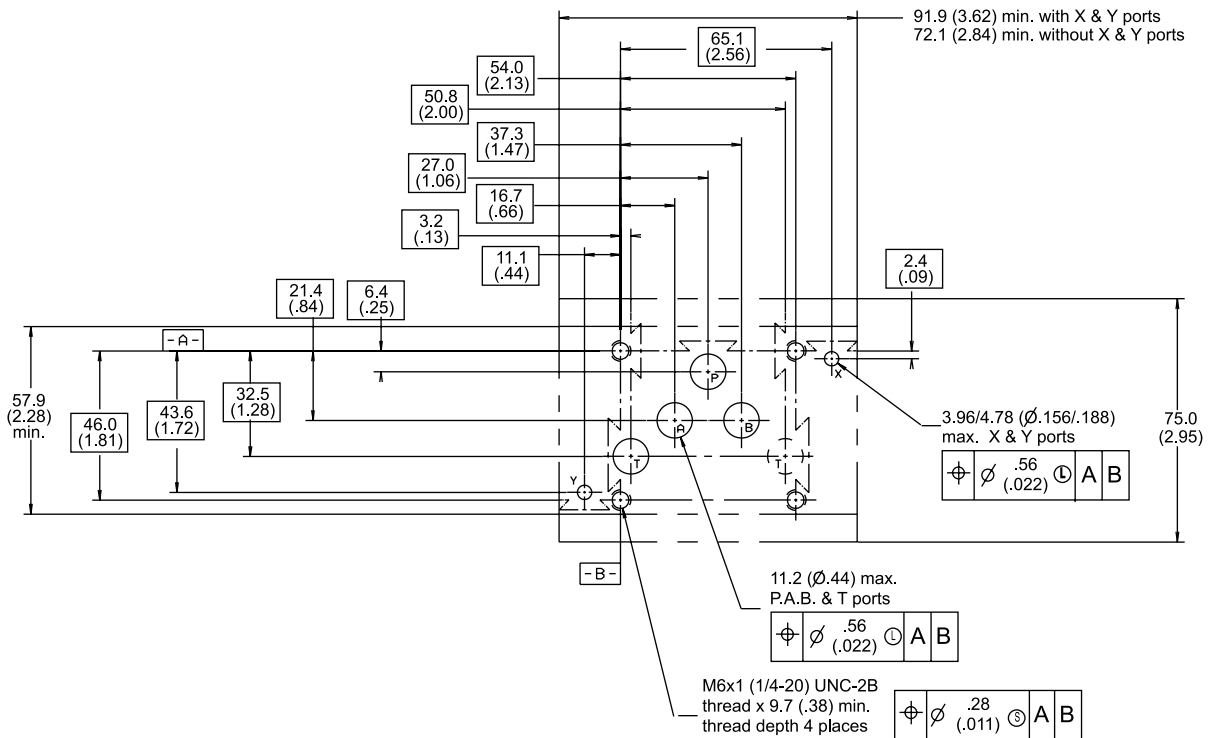 91.9 (3.62) min. with X & Y ports
72.1 (2.84) min. without X & Y ports
65.1
(2.56)
54.0
(2.13)
50.8
(2.00)
37.3
(1.47)
27.0
(1.06)
16.7
(.66)
3.2
(.13)
11.1
(.44)
2.4
(.09)
21.4
(.84)
6.4
(.25)
-A-
P
X
57.9
(2.28)
min.
46.0
(1.81)
43.6
(1.72)
32.5
(1.28)
A
B
T
T
Y
3.96/4.78 (Ø.156/.188)
max. X & Y ports
⌖ Ø .56 Ⓛ A B
(.022)
75.0
(2.95)
-B-
11.2 (Ø.44) max.
P.A.B. & T ports
⌖ Ø .56 Ⓛ A B
(.022)
M6x1 (1/4-20) UNC-2B
thread x 9.7 (.38) min.
thread depth 4 places
⌖ Ø .28 Ⓢ A B
(.011)